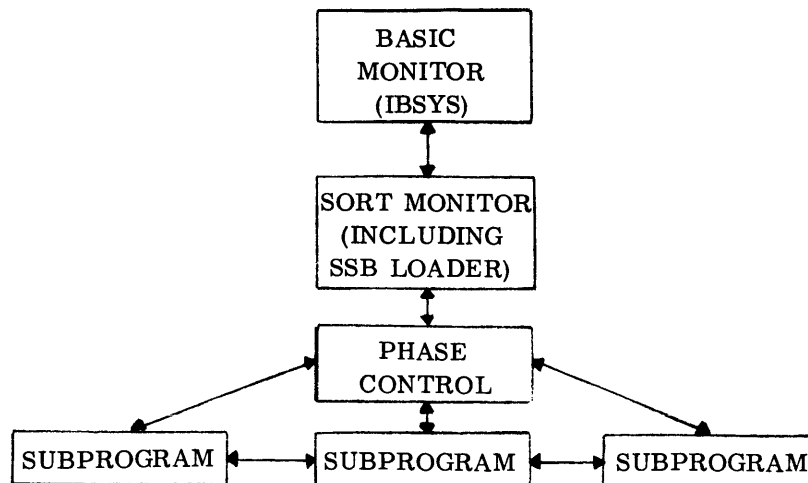 BASIC
MONITOR
(IBSYS)
SORT MONITOR
(INCLUDING
SSB LOADER)
PHASE
CONTROL
SUBPROGRAM
SUBPROGRAM
SUBPROGRAM